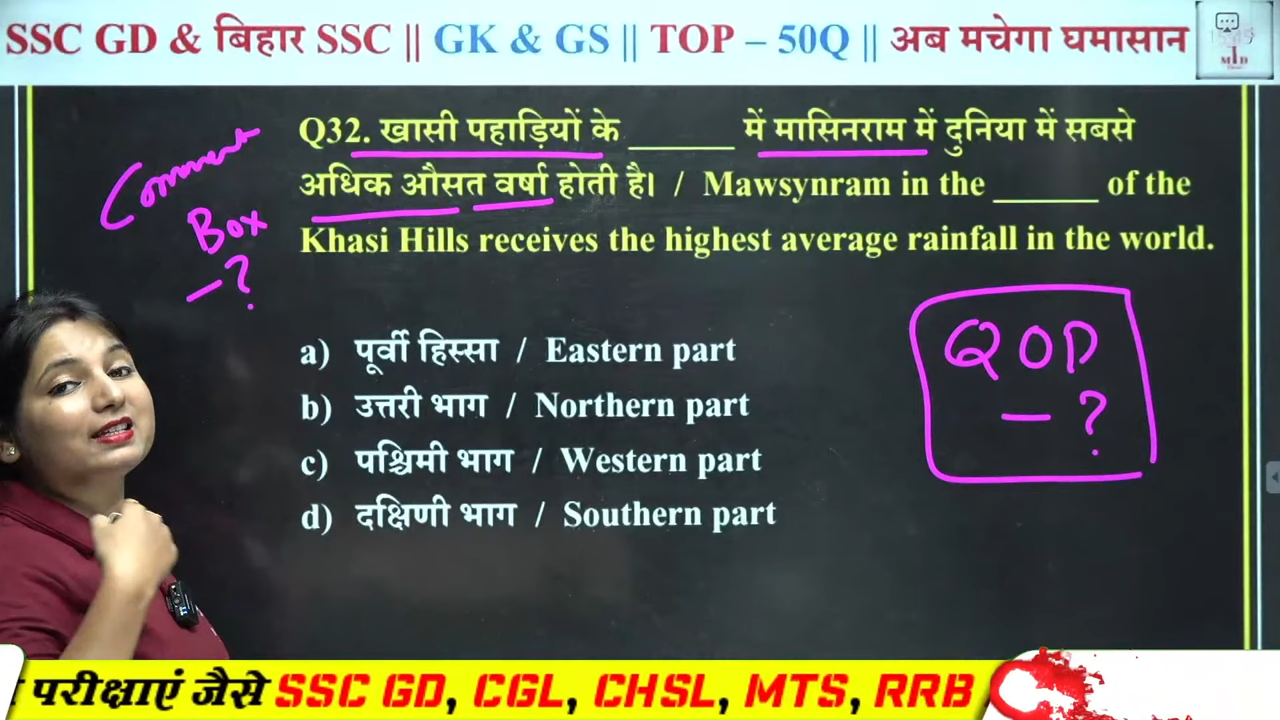 SSC GD & बिहार SSC || GK & GS || TOP – 50Q || अब मचेगा घमासान
Comment
Box
– ?
Q32. खासी पहाड़ियों के ______ में मासिनराम में दुनिया में सबसे
अधिक औसत वर्षा होती है। / Mawsynram in the ______ of the
Khasi Hills receives the highest average rainfall in the world.
QOD
– ?
a) पूर्वी हिस्सा / Eastern part
b) उत्तरी भाग / Northern part
c) पश्चिमी भाग / Western part
d) दक्षिणी भाग / Southern part
परीक्षाएं जैसे SSC GD, CGL, CHSL, MTS, RRB